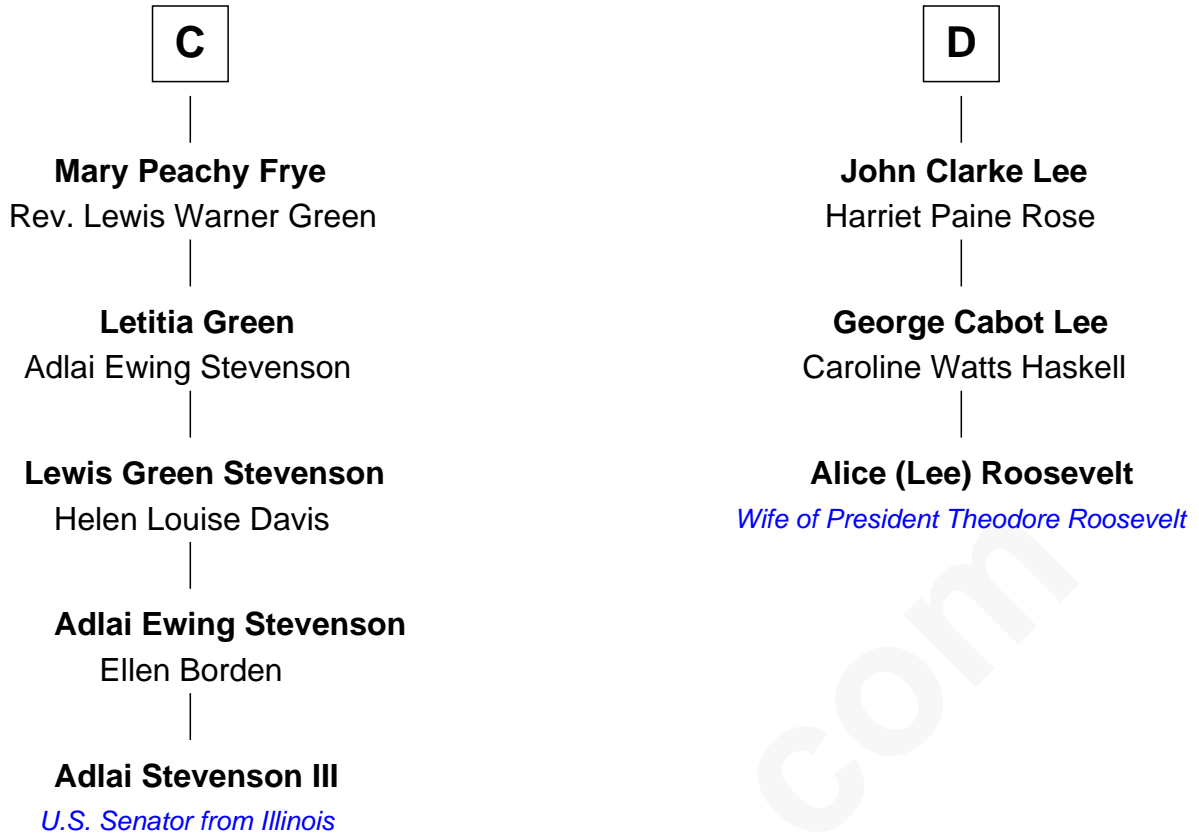 C
Mary Peachy Frye
Rev. Lewis Warner Green
Letitia Green
Adlai Ewing Stevenson
Lewis Green Stevenson
Helen Louise Davis
Adlai Ewing Stevenson
Ellen Borden
Adlai Stevenson III
U.S. Senator from Illinois
D
John Clarke Lee
Harriet Paine Rose
George Cabot Lee
Caroline Watts Haskell
Alice (Lee) Roosevelt
Wife of President Theodore Roosevelt
com